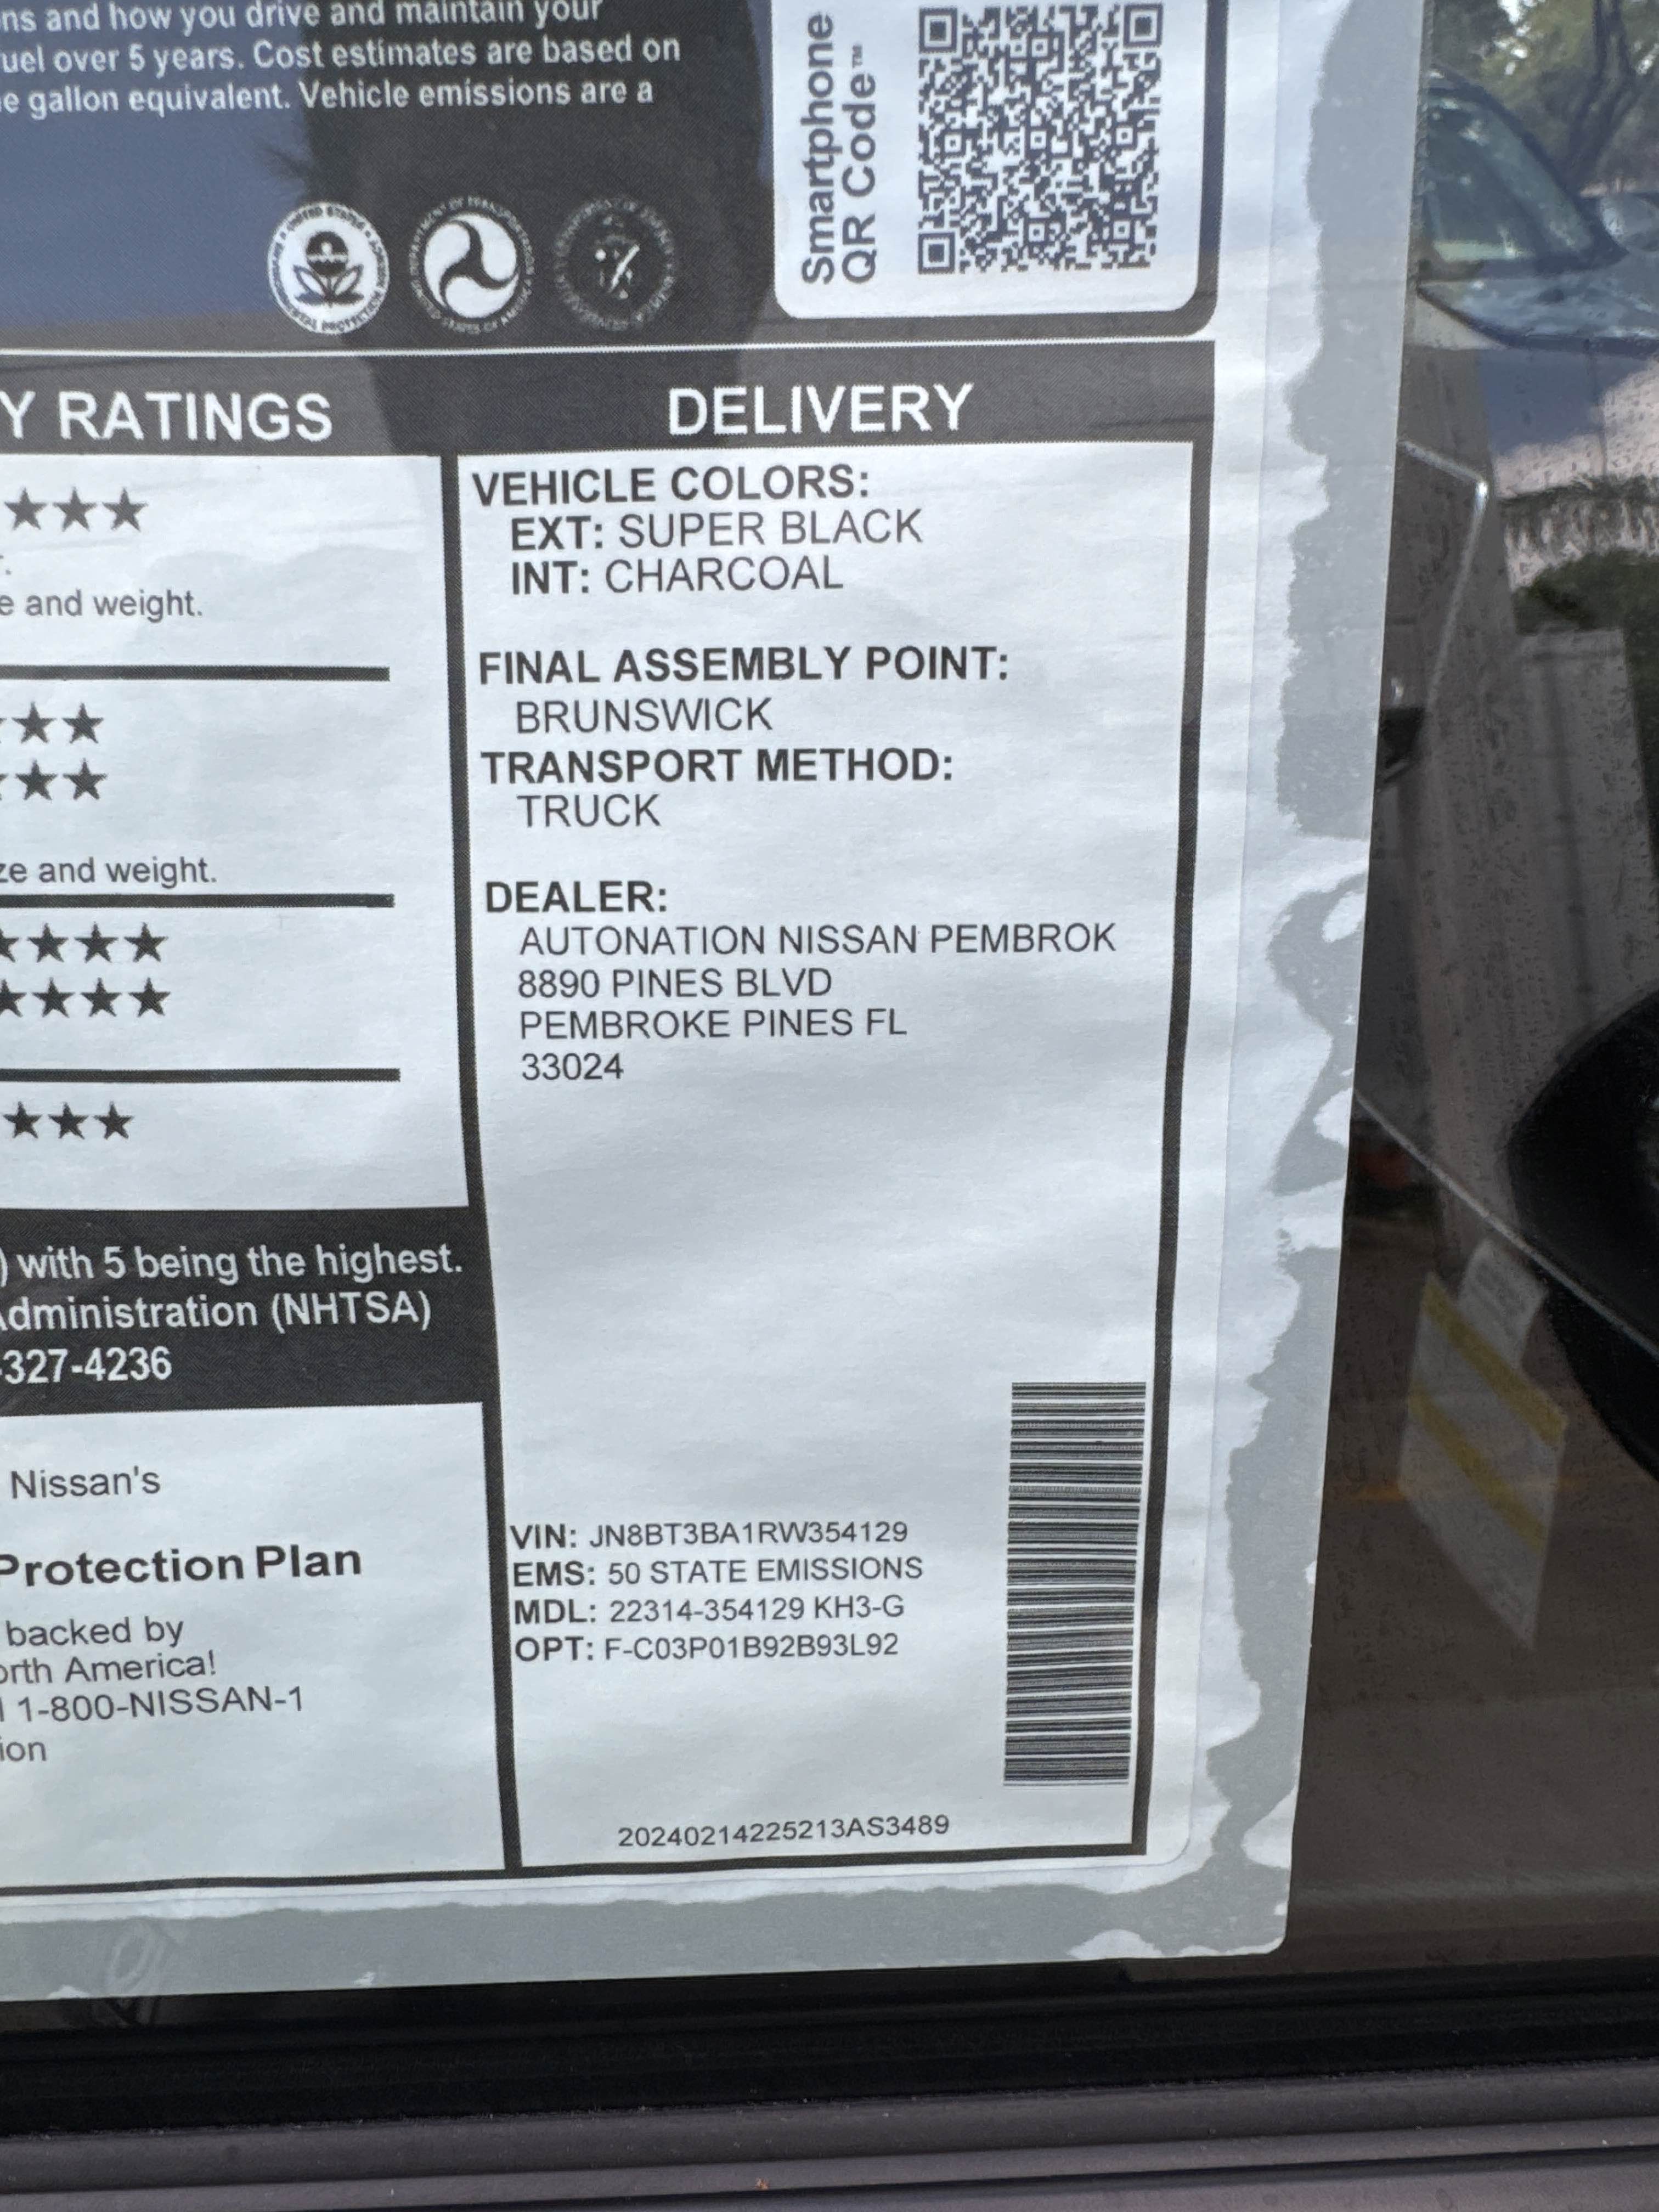 ns and how you drive and maintain your
uel over 5 years. Cost estimates are based on
e gallon equivalent. Vehicle emissions are a
Smartphone
QR Code™
Y RATINGS
★★★
.
e and weight.
★★
★★
ze and weight.
★★★★
★★★★
★★★
) with 5 being the highest.
dministration (NHTSA)
-327-4236
Nissan's
Protection Plan
backed by
orth America!
1-800-NISSAN-1
ion
DELIVERY
VEHICLE COLORS:
EXT: SUPER BLACK
INT: CHARCOAL
FINAL ASSEMBLY POINT:
BRUNSWICK
TRANSPORT METHOD:
TRUCK
DEALER:
AUTONATION NISSAN PEMBROK
8890 PINES BLVD
PEMBROKE PINES FL
33024
VIN: JN8BT3BA1RW354129
EMS: 50 STATE EMISSIONS
MDL: 22314-354129 KH3-G
OPT: F-C03P01B92B93L92
20240214225213AS3489